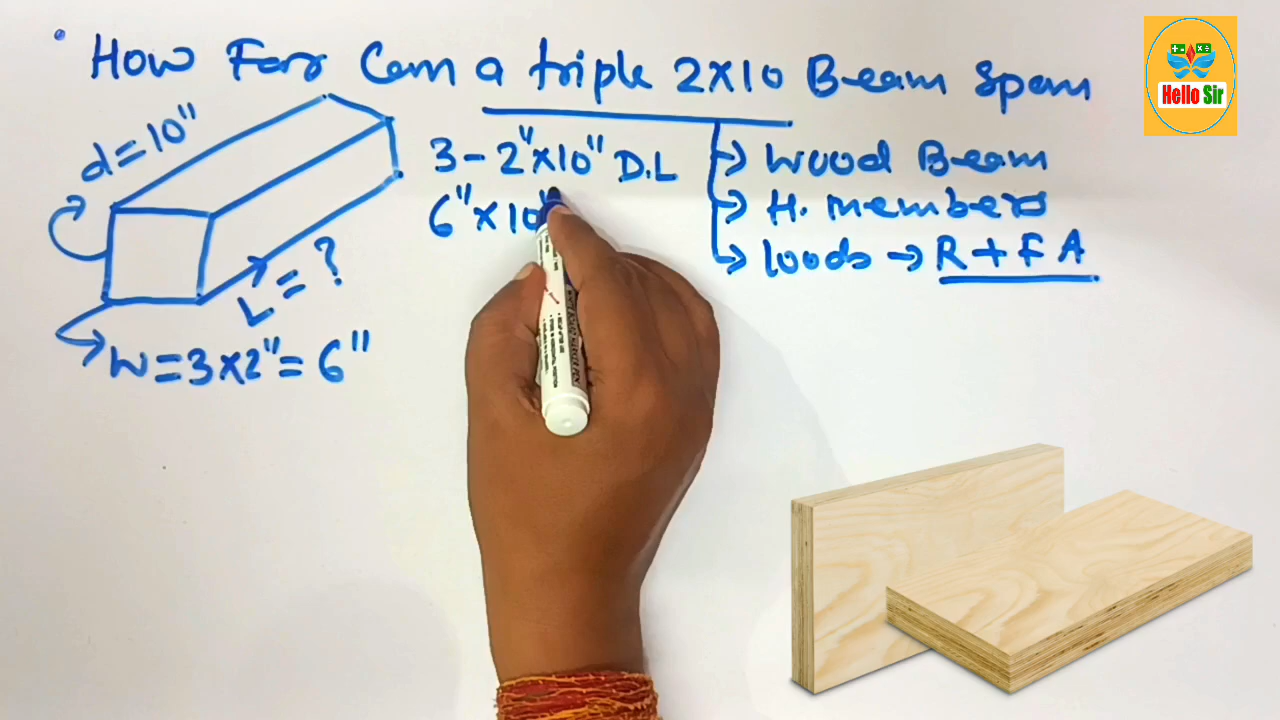 How Far Can a triple 2x10 Beam Span
d=10"
3-2"x10" D.L
6"x10"
L=?
W=3x2"=6"
→ Wood Beam
→ H. members
→ loads → R+FA
Hello Sir